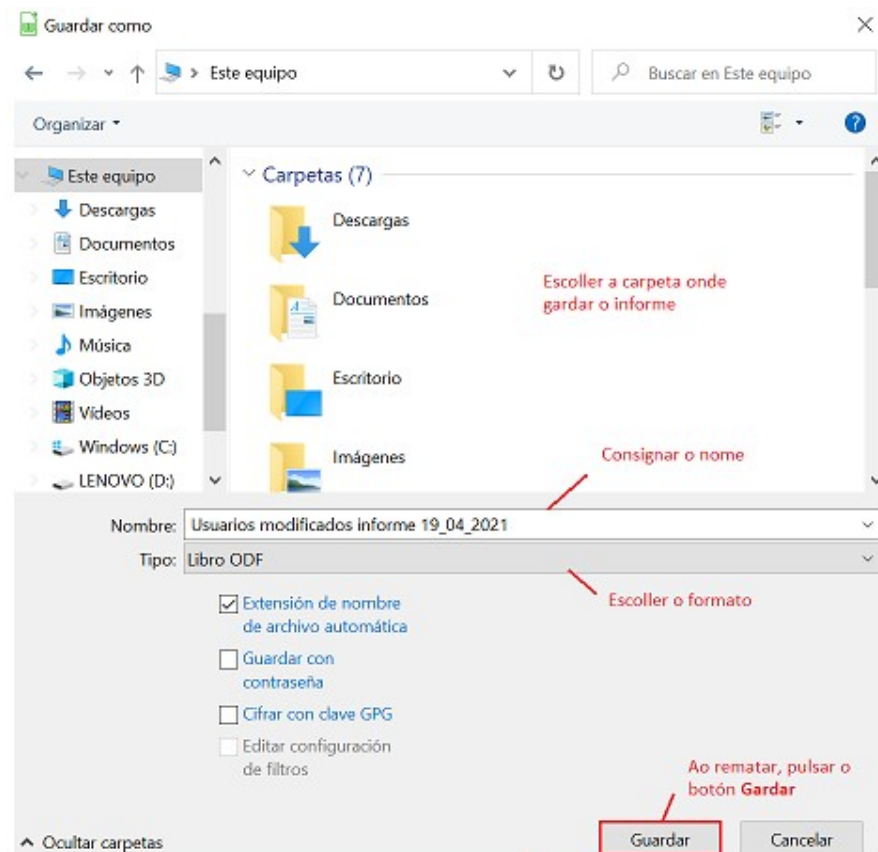 Guardar como
Este equipo
Buscar en Este equipo
Organizar
Este equipo
Descargas
Documentos
Escritorio
Imágenes
Música
Objetos 3D
Vídeos
Windows (C:)
LENOVO (D:)
Carpetas (7)
Descargas
Documentos
Escritorio
Imágenes
Escoller a carpeta onde
gardar o informe
Consignar o nome
Nombre: Usuarios modificados informe 19_04_2021
Tipo: Libro ODF
Escoller o formato
Extensión de nombre
de archivo automática
Guardar con
contraseña
Cifrar con clave GPG
Editar configuración
de filtros
Ao rematar, pulsar o
botón Gardar
Ocultar carpetas
Guardar
Cancelar